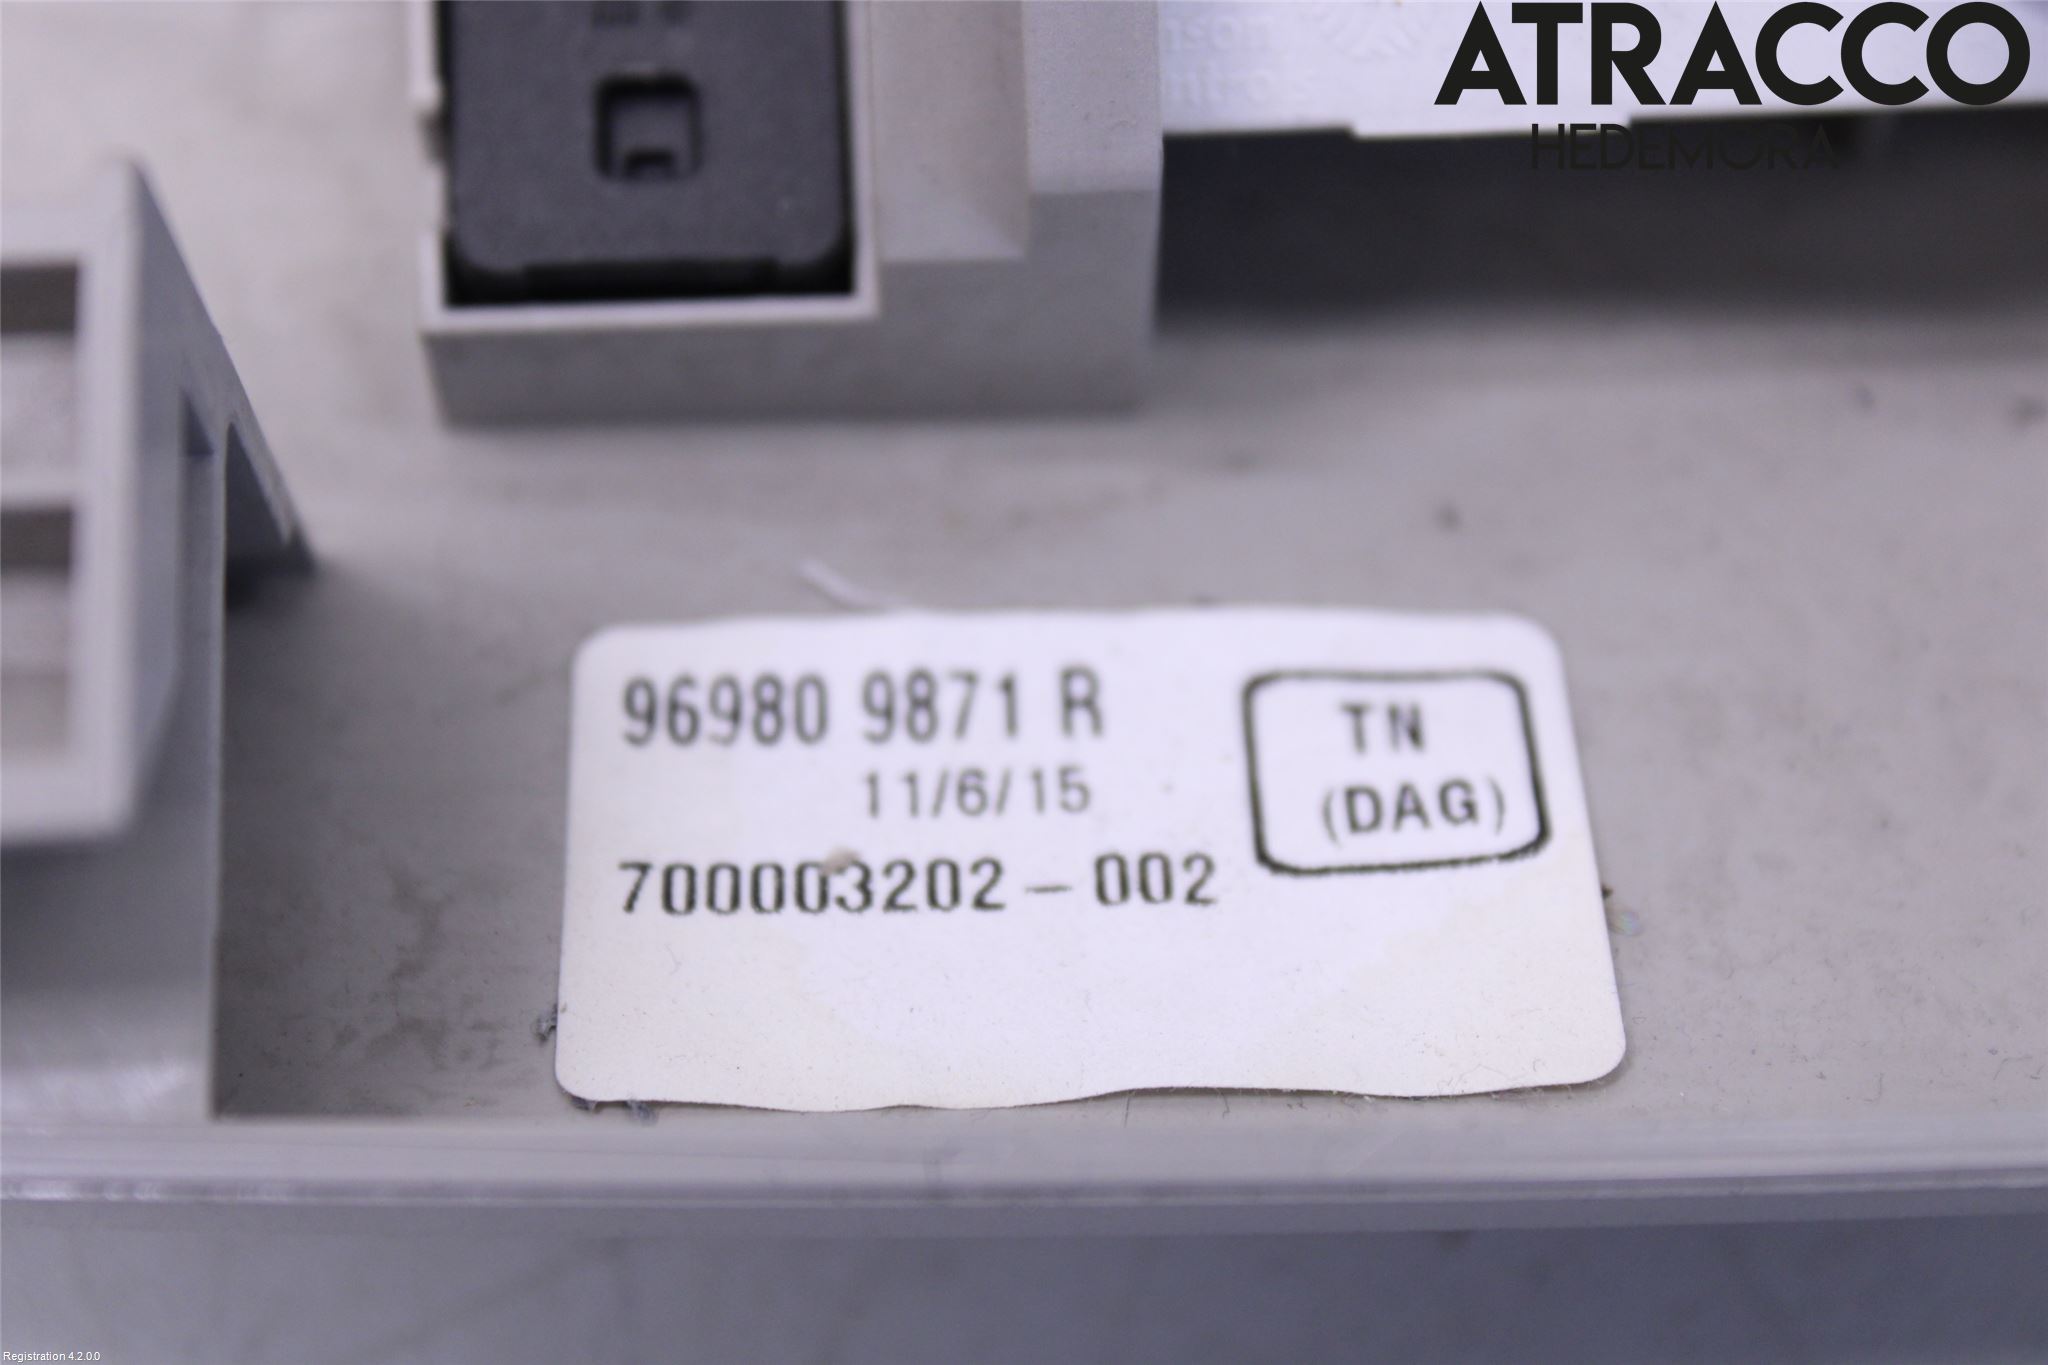 ATRACCO
HEDEMORA
96980 9871 R
TN
(DAG)
11/6/15
700003202-002
Registration 4.2.0.0